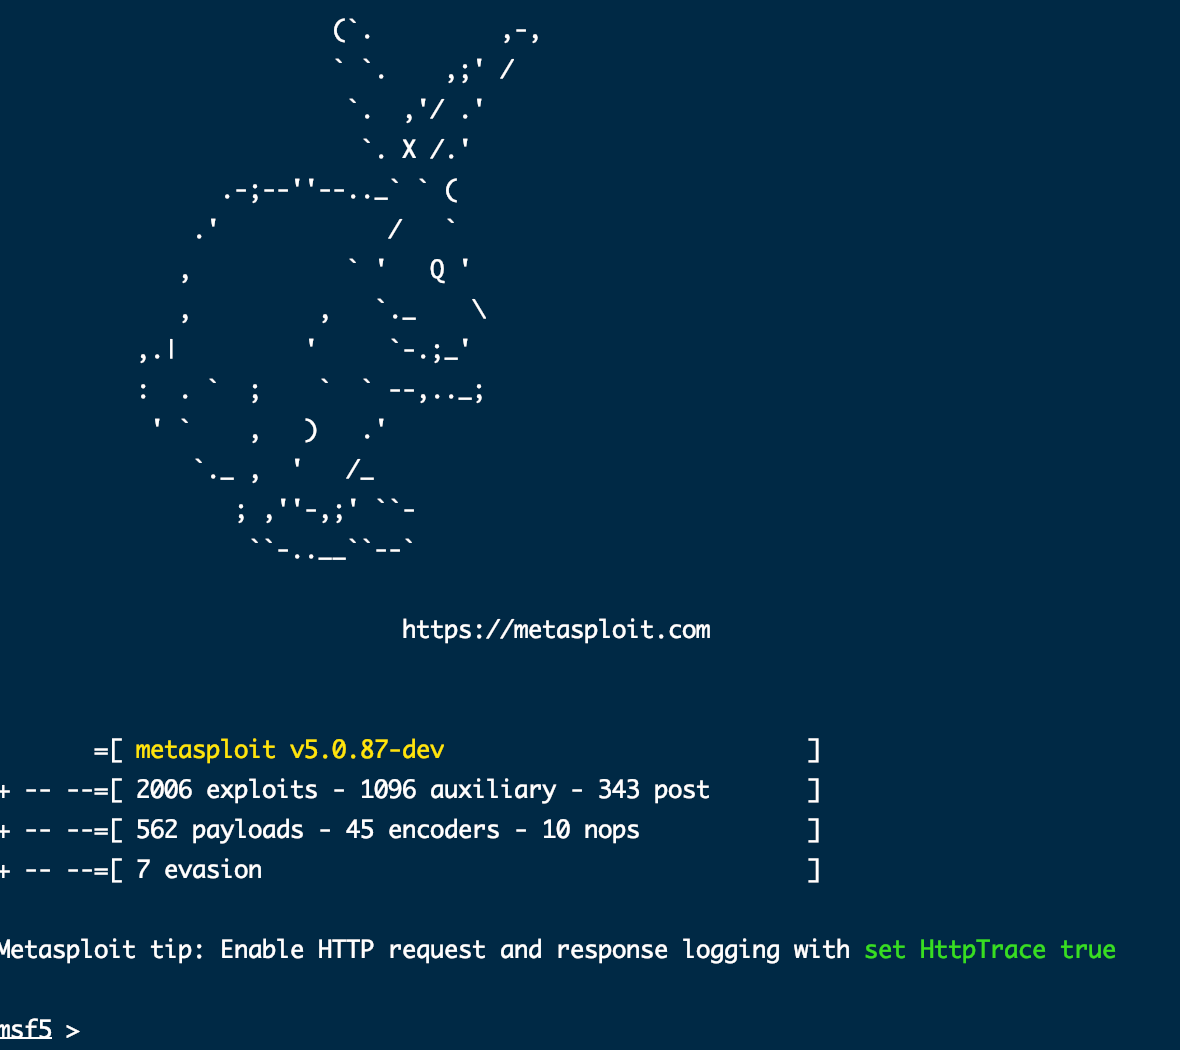 (`.         ,-,
` `.    ,;' /
`.  ,'/ .'
`. X /.'
.-;--''--.._` ` (
.'            /   `
,           ` '   Q '
,         ,   `._    \
,.|         '     `-.;_'
:  . `  ;    `  ` --,.._;
' `    ,   )   .'
`._ ,  '   /_
; ,''-,;' ``-
``-..__``--`
https://metasploit.com
=[ metasploit v5.0.87-dev                          ]
+ -- --=[ 2006 exploits - 1096 auxiliary - 343 post       ]
+ -- --=[ 562 payloads - 45 encoders - 10 nops            ]
+ -- --=[ 7 evasion                                       ]
Metasploit tip: Enable HTTP request and response logging with set HttpTrace true
msf5 >